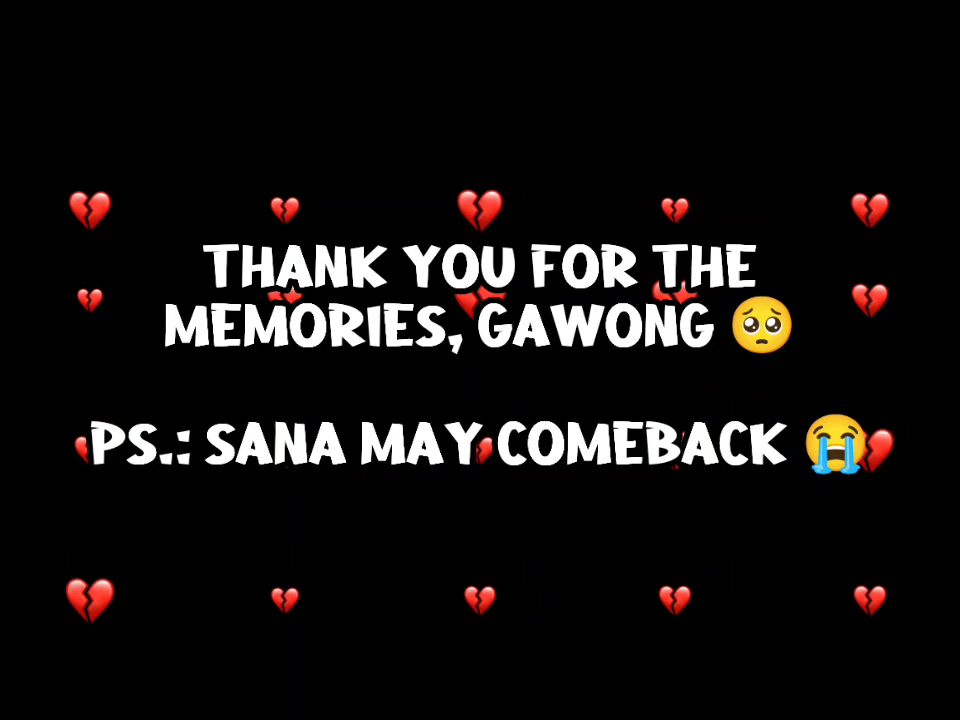 THANK YOU FOR THE
MEMORIES, GAWONG 🥺
PS.: SANA MAY COMEBACK 😭